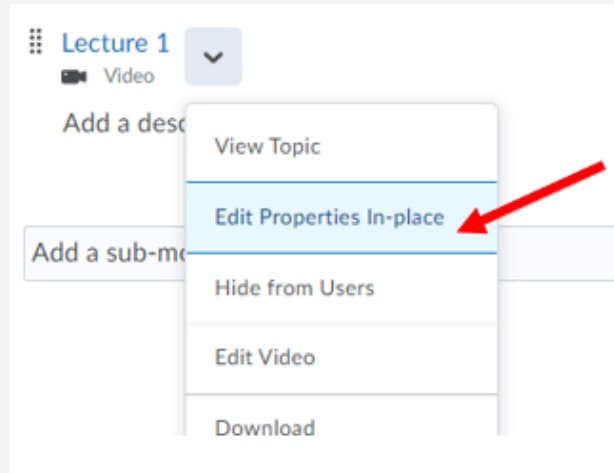 Lecture 1
Video
Add a desc
View Topic
Edit Properties In-place
Add a sub-mo
Hide from Users
Edit Video
Download